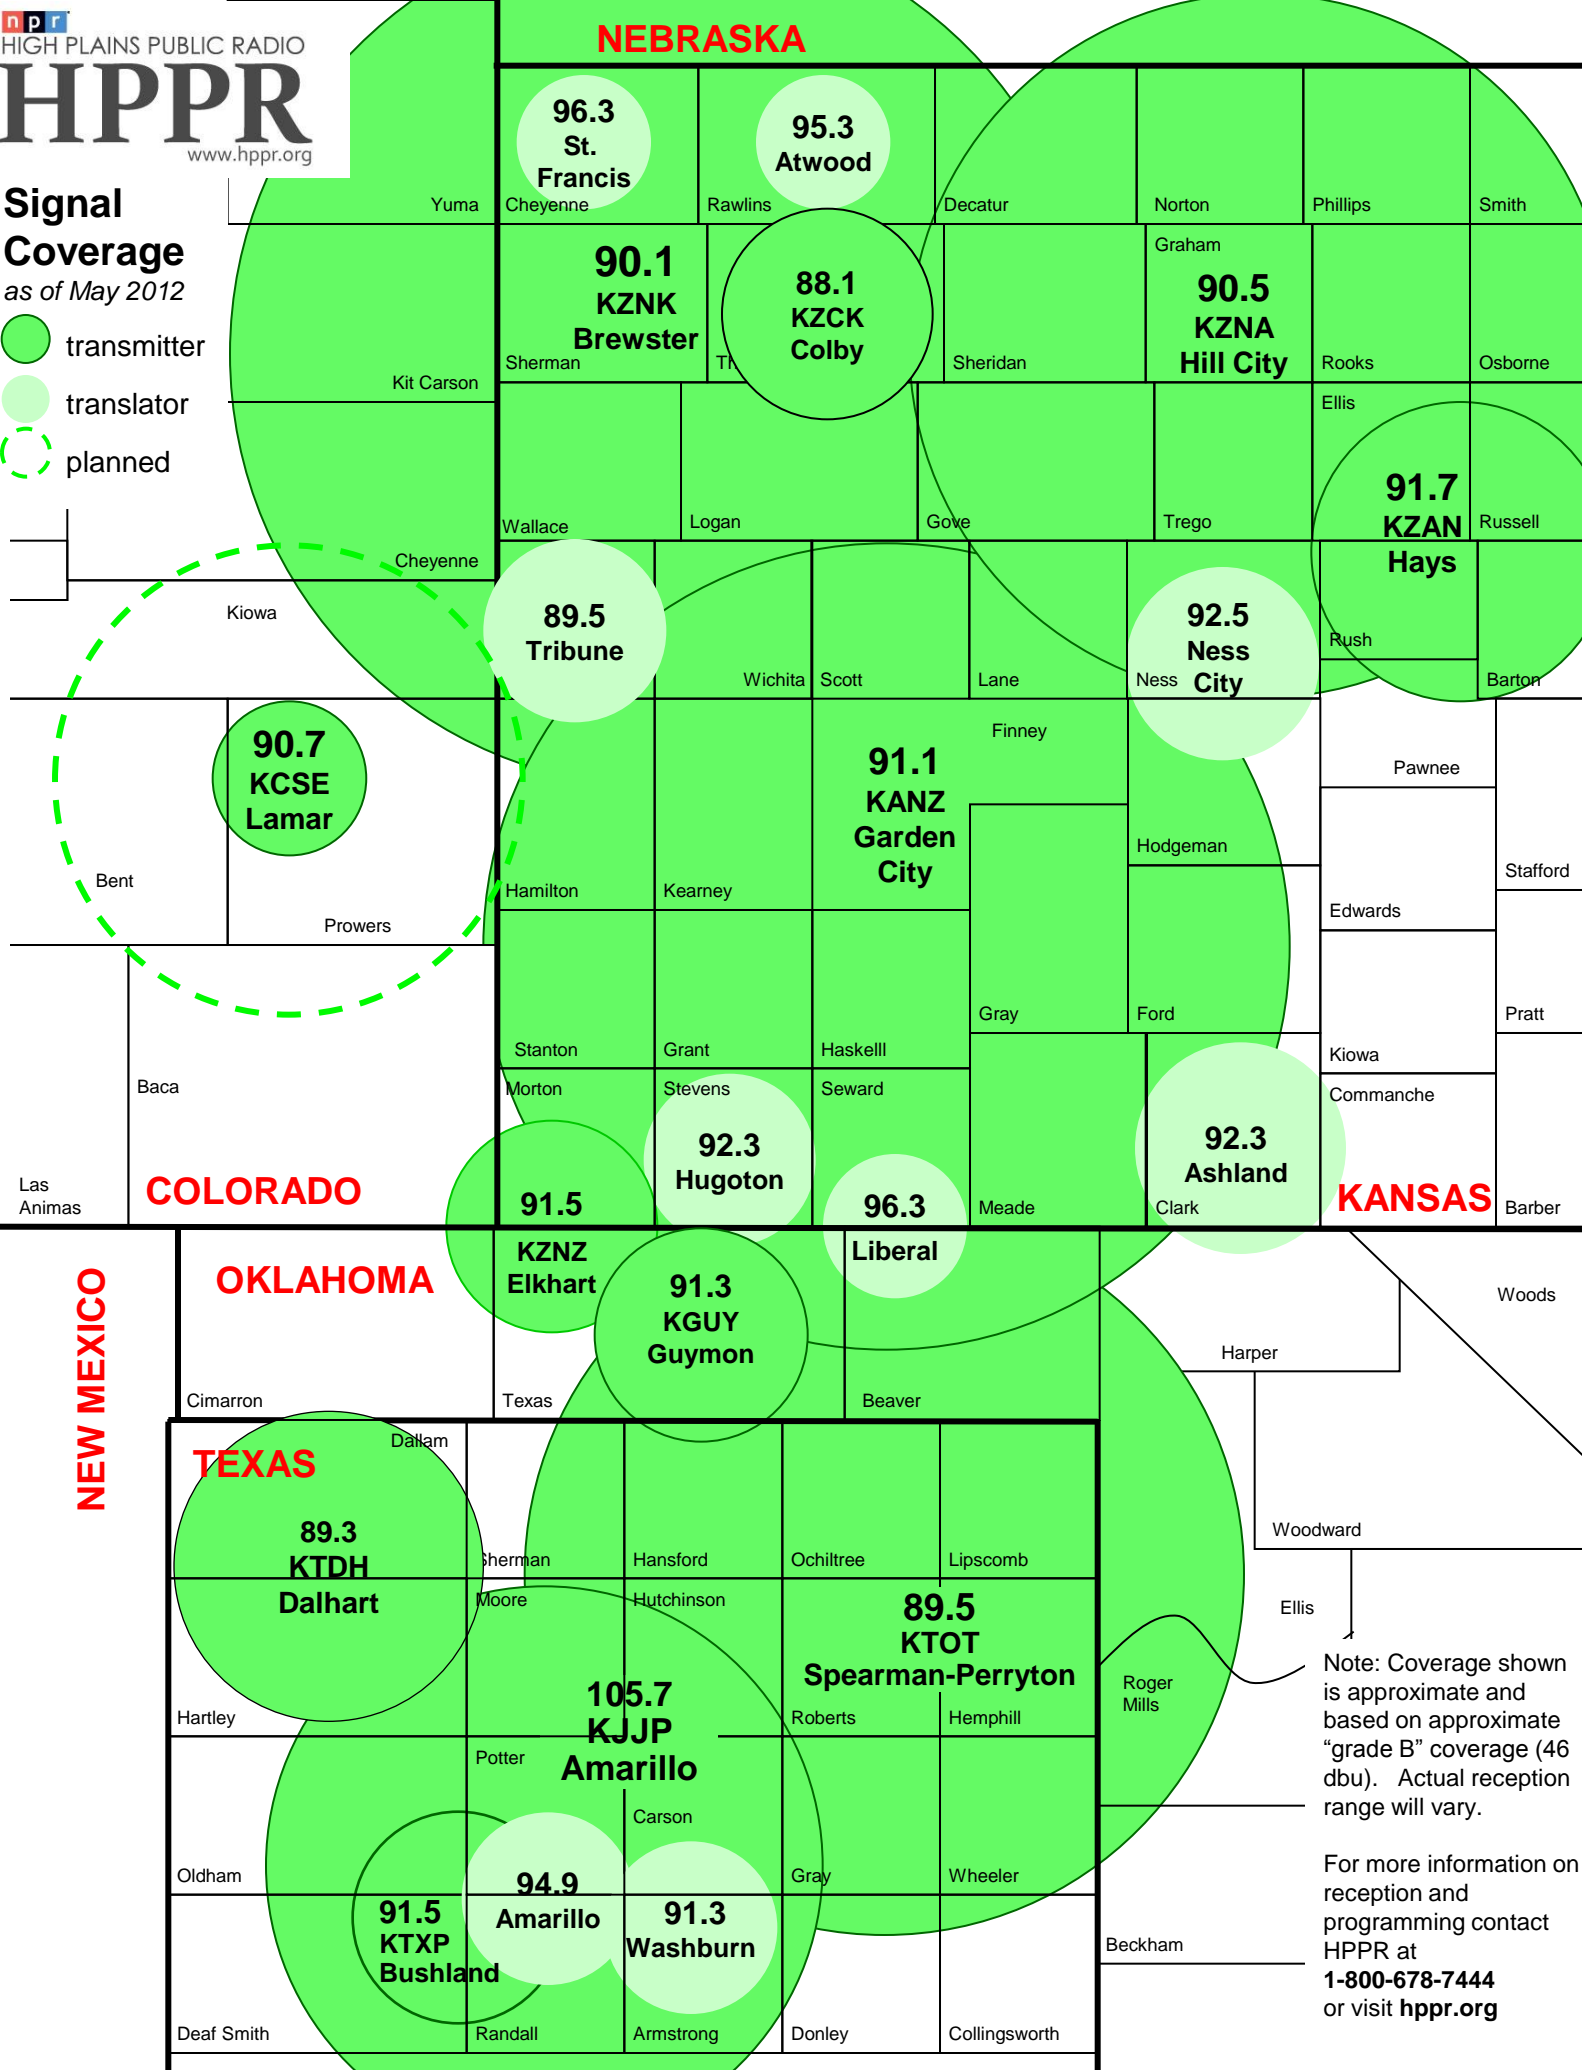 npr
HIGH PLAINS PUBLIC RADIO
HPPR
www.hppr.org
Signal
Coverage
as of May 2012
transmitter
translator
planned
NEBRASKA
96.3
St.
Francis
95.3
Atwood
Yuma
Cheyenne
Rawlins
Decatur
Norton
Phillips
Smith
90.1
KZNK
Brewster
88.1
KZCK
Colby
Graham
90.5
KZNA
Hill City
Kit Carson
Sherman
Sheridan
Rooks
Osborne
Ellis
91.7
KZAN
Hays
Wallace
Logan
Gove
Trego
Russell
Cheyenne
Kiowa
89.5
Tribune
92.5
Ness
City
Rush
Wichita
Scott
Lane
Ness
Barton
90.7
KCSE
Lamar
Finney
91.1
KANZ
Garden
City
Pawnee
Hodgeman
Bent
Prowers
Hamilton
Kearney
Stafford
Edwards
Gray
Ford
Pratt
Stanton
Grant
Haskelll
Kiowa
Baca
Morton
Stevens
Seward
Commanche
92.3
Hugoton
92.3
Ashland
Las
Animas
COLORADO
91.5
KZNZ
Elkhart
96.3
Liberal
Meade
Clark
KANSAS
Barber
NEW MEXICO
OKLAHOMA
91.3
KGUY
Guymon
Woods
Harper
Cimarron
Texas
Beaver
Dallam
TEXAS
89.3
KTDH
Dalhart
Sherman
Hansford
Ochiltree
Lipscomb
Woodward
Moore
Hutchinson
89.5
KTOT
Spearman-Perryton
Ellis
105.7
KJJP
Amarillo
Roger
Mills
Hartley
Roberts
Hemphill
Potter
Carson
Oldham
Gray
Wheeler
91.5
KTXP
Bushland
94.9
Amarillo
91.3
Washburn
Beckham
Deaf Smith
Randall
Armstrong
Donley
Collingsworth
Note: Coverage shown
is approximate and
based on approximate
“grade B” coverage (46
dbu). Actual reception
range will vary.
For more information on
reception and
programming contact
HPPR at
1-800-678-7444
or visit hppr.org